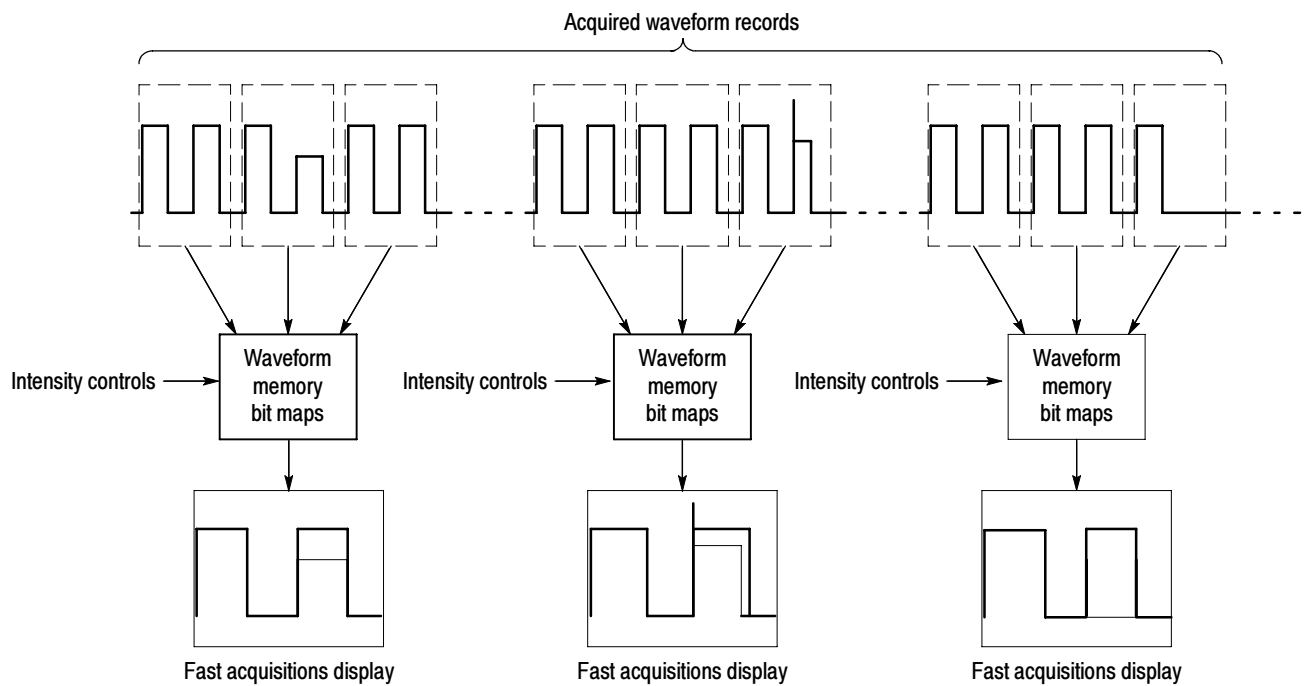 Acquired waveform records
Intensity controls
Waveform
memory
bit maps
Intensity controls
Waveform
memory
bit maps
Intensity controls
Waveform
memory
bit maps
Fast acquisitions display
Fast acquisitions display
Fast acquisitions display